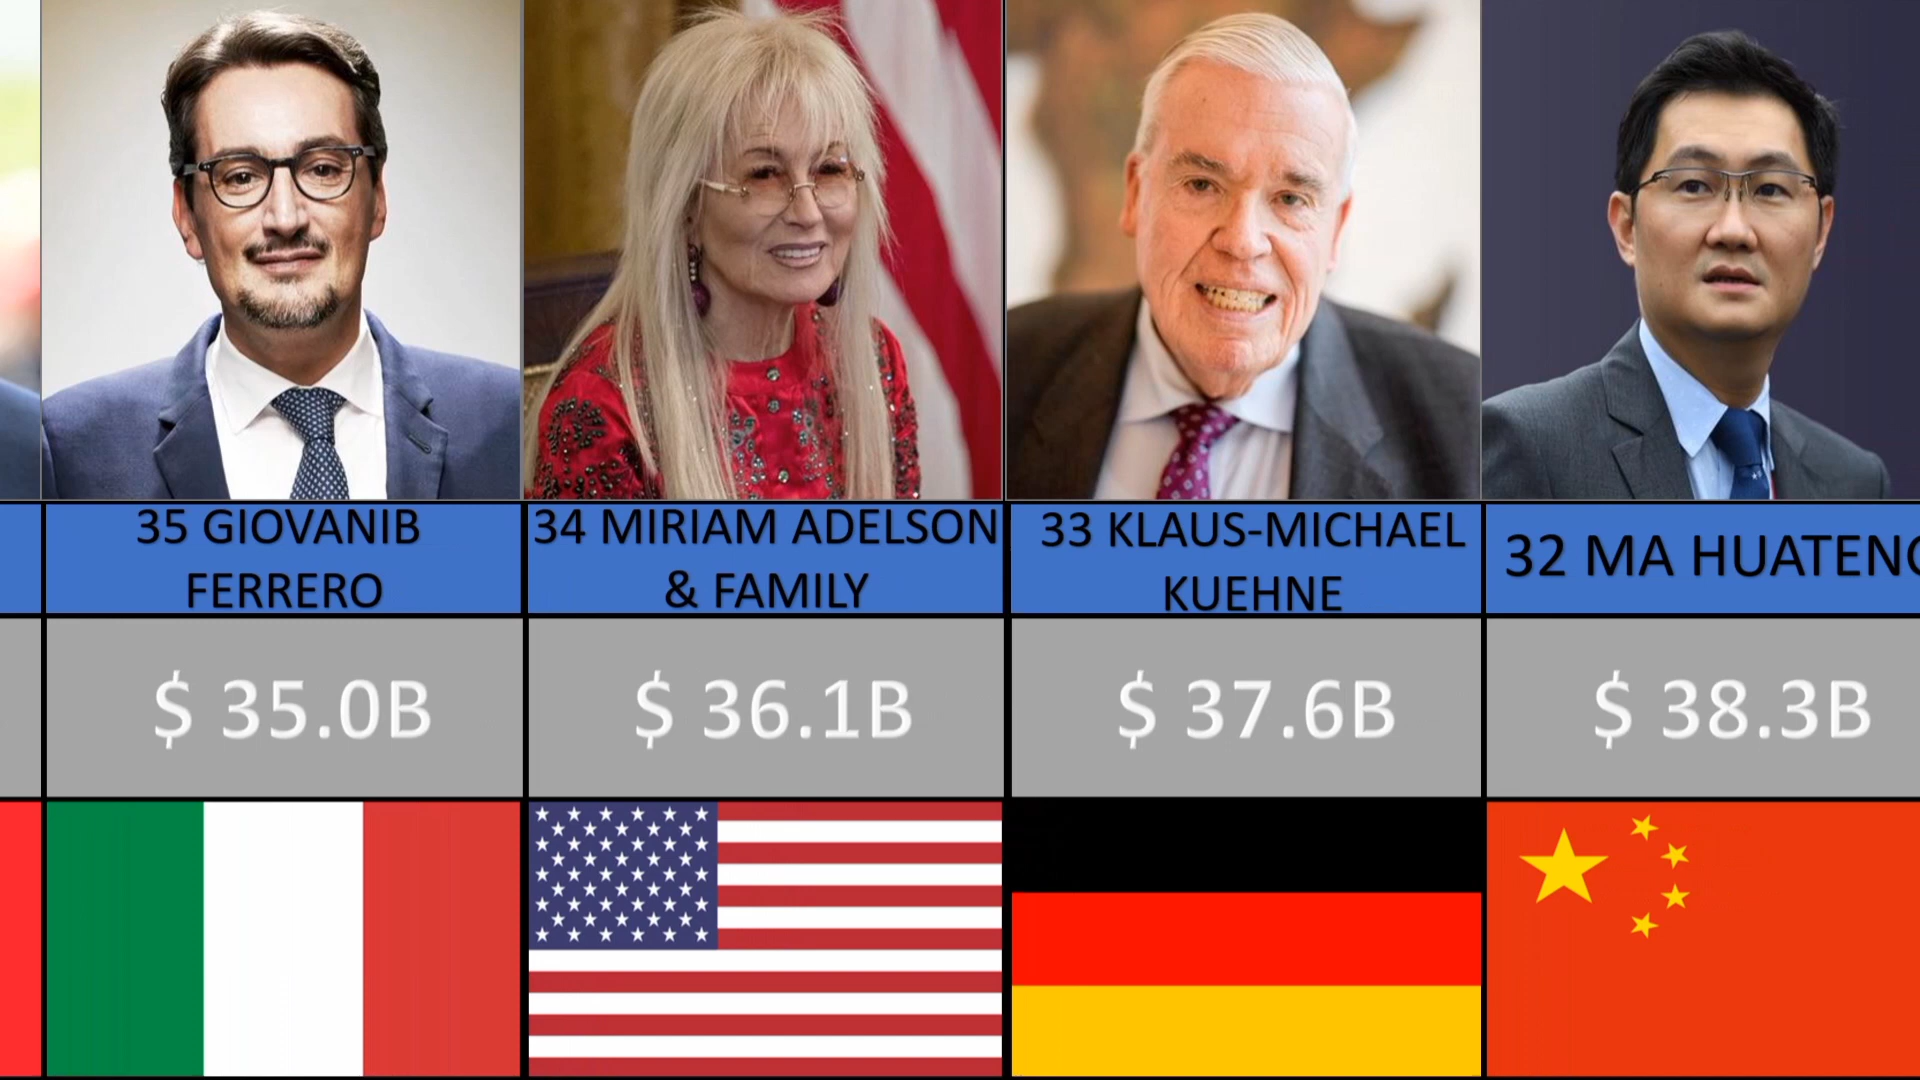 35 GIOVANIB
FERRERO
34 MIRIAM ADELSON
& FAMILY
33 KLAUS-MICHAEL
KUEHNE
32 MA HUATENG
$ 35.0B
$ 36.1B
$ 37.6B
$ 38.3B